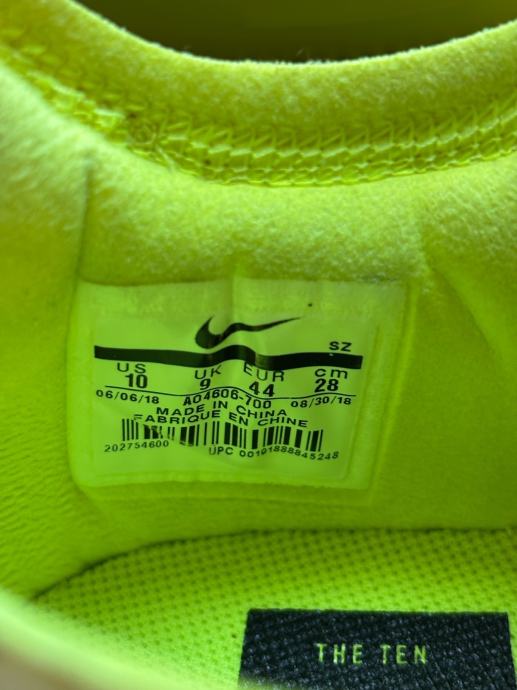 SZ
US UK EUR cm
10 9 44 28
06/06/18 AO4606-700 08/30/18
MADE IN CHINA
FABRIQUE EN CHINE
202754600 UPC 00191888845248
THE TEN